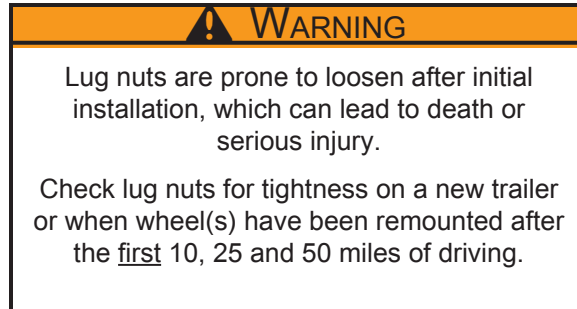 WARNING
Lug nuts are prone to loosen after initial
installation, which can lead to death or
serious injury.
Check lug nuts for tightness on a new trailer
or when wheel(s) have been remounted after
the first 10, 25 and 50 miles of driving.